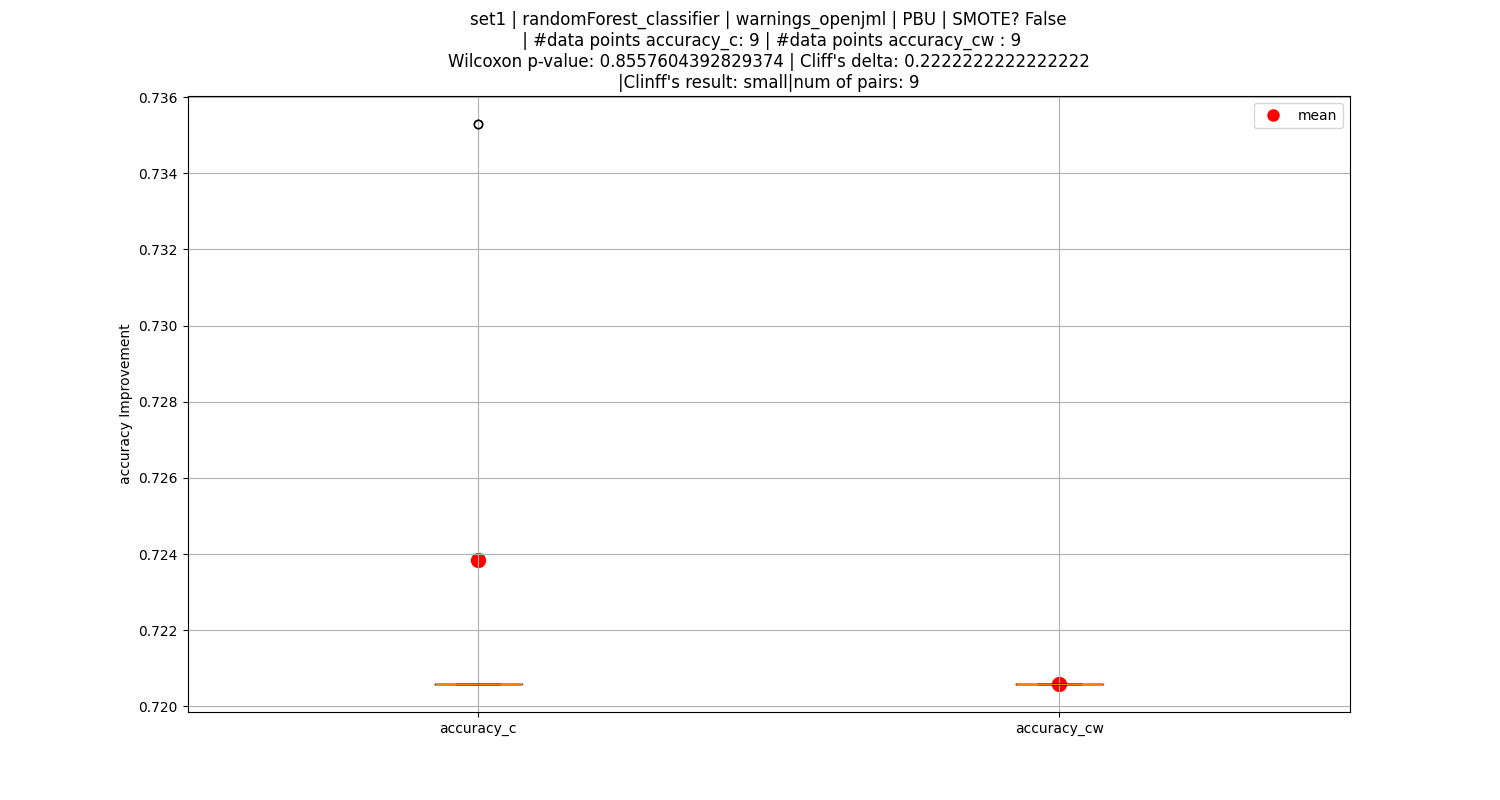 set1 | randomForest_classifier | warnings_openjml | PBU | SMOTE? False
| #data points accuracy_c: 9 | #data points accuracy_cw : 9
Wilcoxon p-value: 0.8557604392829374 | Cliff's delta: 0.2222222222222222
|Clinff's result: small|num of pairs: 9
mean
0.736
0.734
0.732
0.730
0.728
0.726
0.724
0.722
0.720
accuracy Improvement
accuracy_c
accuracy_cw